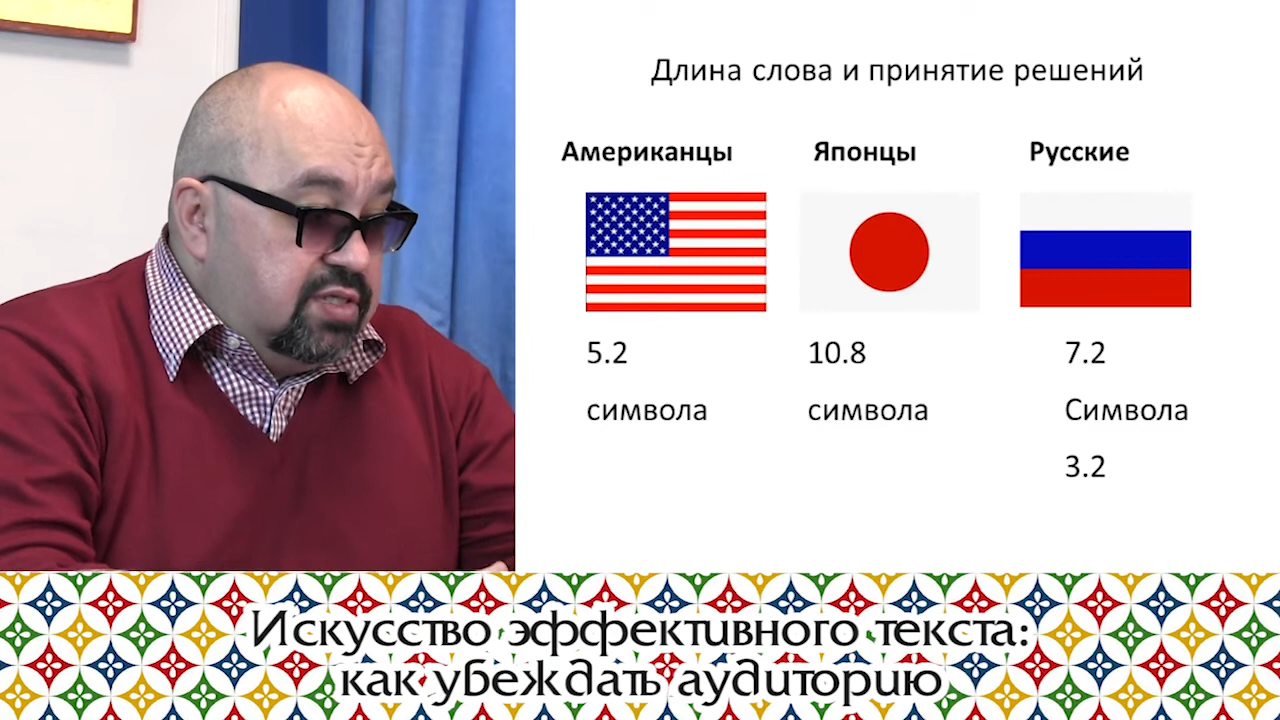 Длина слова и принятие решений
Американцы Японцы Русские
5.2 10.8 7.2
символа символа Символа
3.2
Искусство эффективного текста:
как убеждать аудиторию